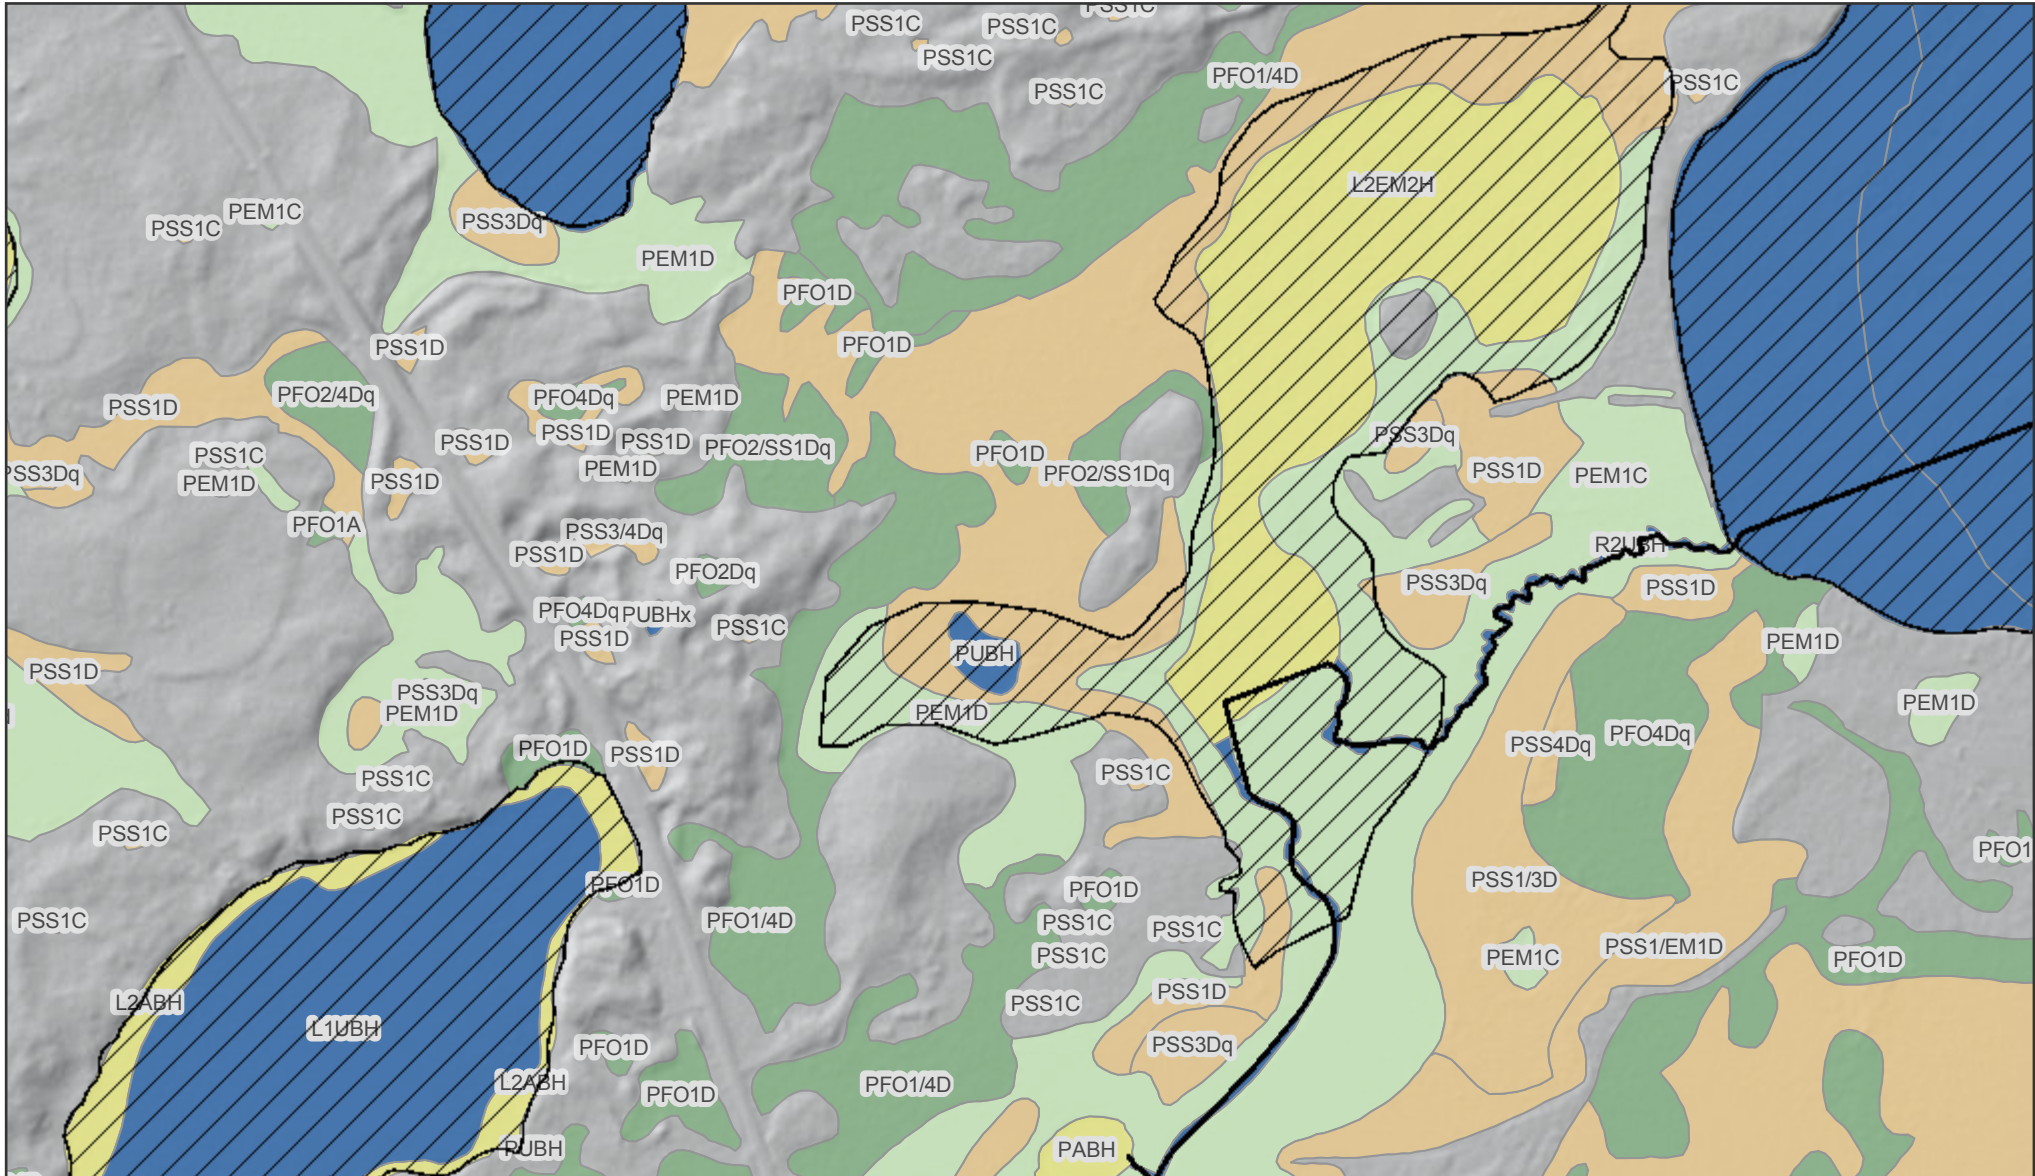 PSS1C
PSS1C
PSS1C
PSS1C
PFO1/4D
PSS1C
PSS1C
L2EM2H
PEM1C
PSS1C
PSS3Dq
PEM1D
PFO1D
PSS1D
PFO1D
PFO2/4Dq
PFO4Dq
PEM1D
PSS1D
PSS1D
PSS1D
PSS1D
PSS3Dq
PFO2/SS1Dq
PFO1D
PSS1C
PEM1D
PFO2/SS1Dq
PSS1D
PEM1C
PSS3Dq
PEM1D
PSS1D
PFO1A
PSS3/4Dq
PSS1D
R2UBH
PFO2Dq
PSS3Dq
PSS1D
PFO4Dq
PUBHx
PSS1C
PSS1D
PUBH
PEM1D
PSS1D
PSS3Dq
PEM1D
PEM1D
PEM1D
PFO1D
PSS1D
PSS4Dq
PFO4Dq
PSS1C
PSS1C
PSS1C
PSS1C
PFO1
PFO1D
PFO1D
PSS1/3D
PSS1C
PFO1/4D
PSS1C
PSS1C
PSS1C
PSS1/EM1D
PEM1C
PFO1D
L2ABH
L1UBH
PSS1C
PSS1D
PFO1D
PSS3Dq
L2ABH
PFO1D
PFO1/4D
PUBH
PABH